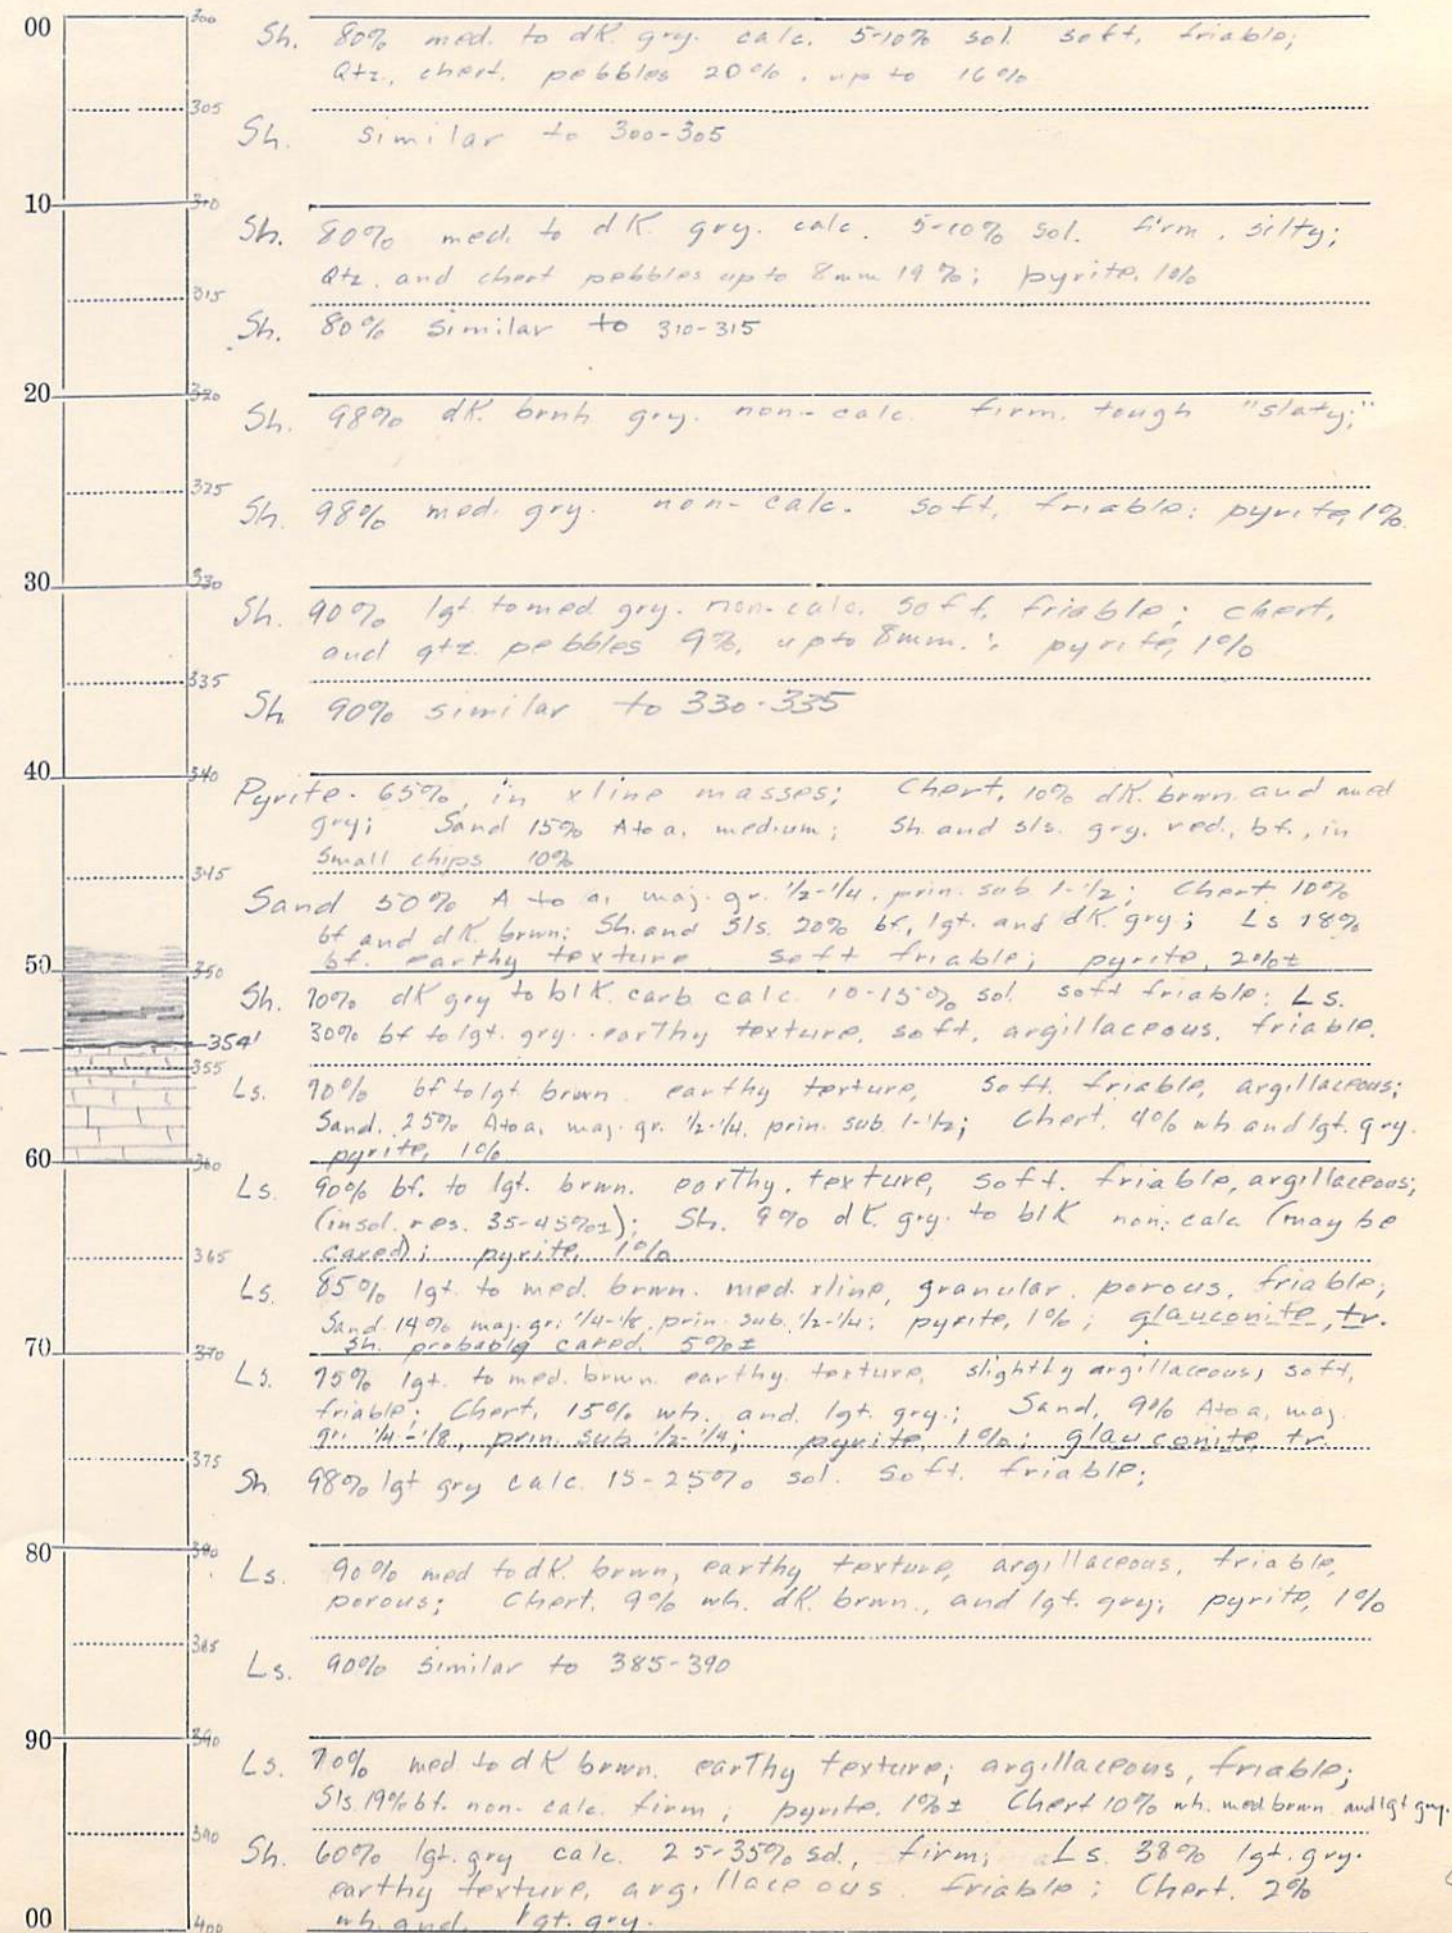 00 300
Sh. 80% med. to dk. gry. calc. 5-10% sol. soft, friable;
Qtz., chert, pebbles 20%, up to 16%
305
Sh. similar to 300-305
10 310
Sh. 80% med. to dk. gry. calc. 5-10% sol. firm, silty;
Qtz. and chert pebbles up to 8mm 19%; pyrite, 1%
315
Sh. 80% similar to 310-315
20 320
Sh. 98% dk. brnh gry. non-calc. firm. tough "slaty;"
325
Sh. 98% med. gry. non-calc. soft, friable; pyrite, 1%
30 330
Sh. 90% lgt. to med gry. non-calc. soft, friable; chert,
and qtz. pebbles 9%, up to 8mm.; pyrite, 1%
335
Sh 90% similar to 330-335
40 340
Pyrite. 65%, in xline masses; Chert, 10% dk. brwn. and med
gry; Sand 15% A to a, medium; Sh. and sls. gry. red., bf., in
small chips 10%
345
Sand 50% A to a, maj. gr. 1/2-1/4, prin. sub. 1-1/2; Chert 10%
bf and dk. brwn; Sh. and Sls. 20% bf, lgt. and dk. gry; Ls 18%
bf. earthy texture soft friable; pyrite, 2%±
50 350
Sh. 70% dk gry to blk. carb calc. 10-15% sol. soft friable; Ls.
30% bf to lgt. gry. earthy texture, soft, argillaceous, friable.
354'
355
Ls. 70% bf to lgt. brwn. earthy texture, soft. friable, argillaceous;
Sand. 25% A to a, maj. gr. 1/2-1/4, prin. sub. 1-1/2; Chert. 4% wh and lgt. gry.
pyrite, 1%
60 360
Ls. 90% bf. to lgt. brwn. earthy, texture, soft. friable, argillaceous;
(insol. res. 35-45%±); Sh. 9% dk. gry. to blk non-calc (may be
caved); pyrite, 1%
365
Ls. 85% lgt. to med. brwn. med. xline, granular, porous, friable;
Sand 14% maj. gr. 1/4-1/8, prin. sub. 1/2-1/4; pyrite, 1%; glauconite, tr.
Sh. probably caved. 5%±
70 370
Ls. 75% lgt. to med. brwn. earthy. texture, slightly argillaceous, soft,
friable; Chert, 15% wh. and lgt. gry.; Sand, 9% A to a, maj.
gr. 1/4-1/8, prin. sub 1/2-1/4; pyrite, 1%; glauconite tr.
375
Sh 98% lgt gry calc. 15-25% sol. soft. friable;
80 380
Ls. 90% med to dk. brwn, earthy texture, argillaceous, friable,
porous; Chert. 9% wh. dk. brwn., and lgt. gry; pyrite, 1%
385
Ls. 90% similar to 385-390
90 390
Ls. 70% med to dk brwn. earthy texture; argillaceous, friable;
Sls 19% bf. non-calc. firm; pyrite, 1%± Chert 10% wh. med brwn. and lgt gry.
390
Sh. 60% lgt. gry calc. 25-35% sol., firm; Ls. 38% lgt. gry.
earthy texture, argillaceous friable; Chert. 2%
wh. and lgt. gry.
00 400